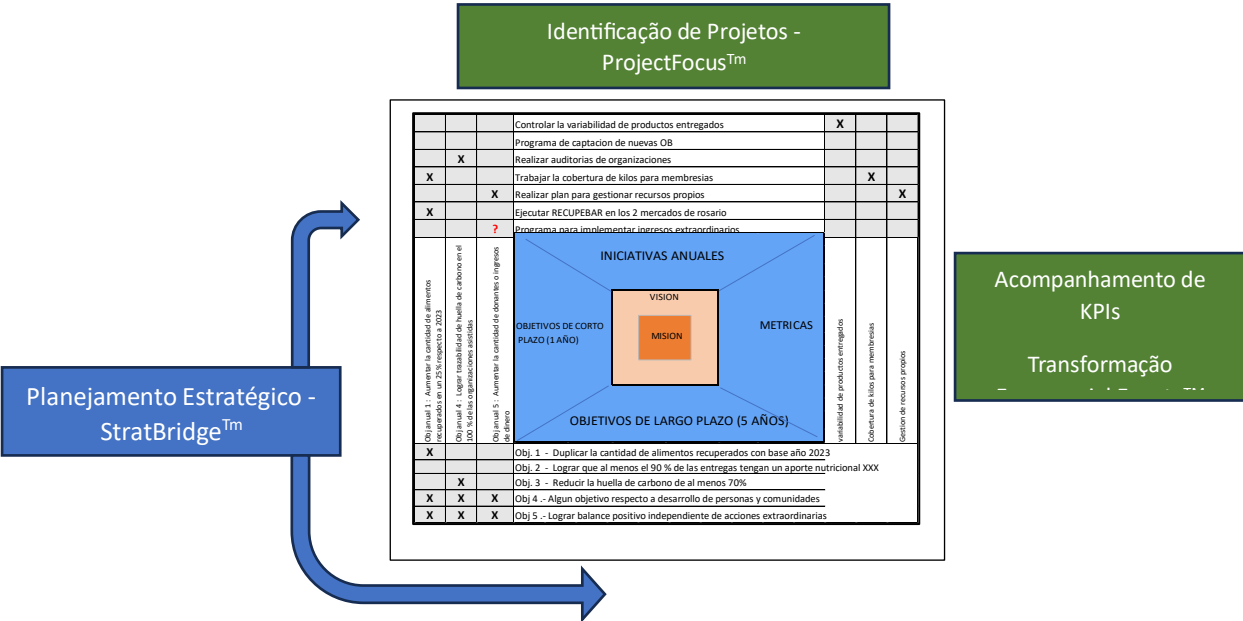 Identificação de Projetos -
ProjectFocusTm
Controlar la variabilidad de productos entregados X
Programa de captacion de nuevas OB
X Realizar auditorias de organizaciones
X Trabajar la cobertura de kilos para membresias X
X Realizar plan para gestionar recursos propios X
X Ejecutar RECUPEBAR en los 2 mercados de rosario
? Programa para implementar ingresos extraordinarios
Obj anual 1 : Aumentar la cantidad de alimentos
recuperados en un 25% respecto a 2023
Obj anual 4 : Lograr trazabilidad de huella de carbono en el
100 % de las organizaciones asistidas
Obj anual 5 : Aumentar la cantidad de donantes o ingresos
de dinero
INICIATIVAS ANUALES
VISION
OBJETIVOS DE CORTO
PLAZO (1 AÑO)
MISION
METRICAS
OBJETIVOS DE LARGO PLAZO (5 AÑOS)
variabilidad de productos entregados
Cobertura de kilos para membresias
Gestion de recursos propios
X Obj. 1 - Duplicar la cantidad de alimentos recuperados con base año 2023
Obj. 2 - Lograr que al menos el 90 % de las entregas tengan un aporte nutricional XXX
X Obj. 3 - Reducir la huella de carbono de al menos 70%
X X X Obj 4 .- Algun objetivo respecto a desarrollo de personas y comunidades
X X X Obj 5 .- Lograr balance positivo independiente de acciones extraordinarias
Planejamento Estratégico -
StratBridgeTm
Acompanhamento de
KPIs
Transformação